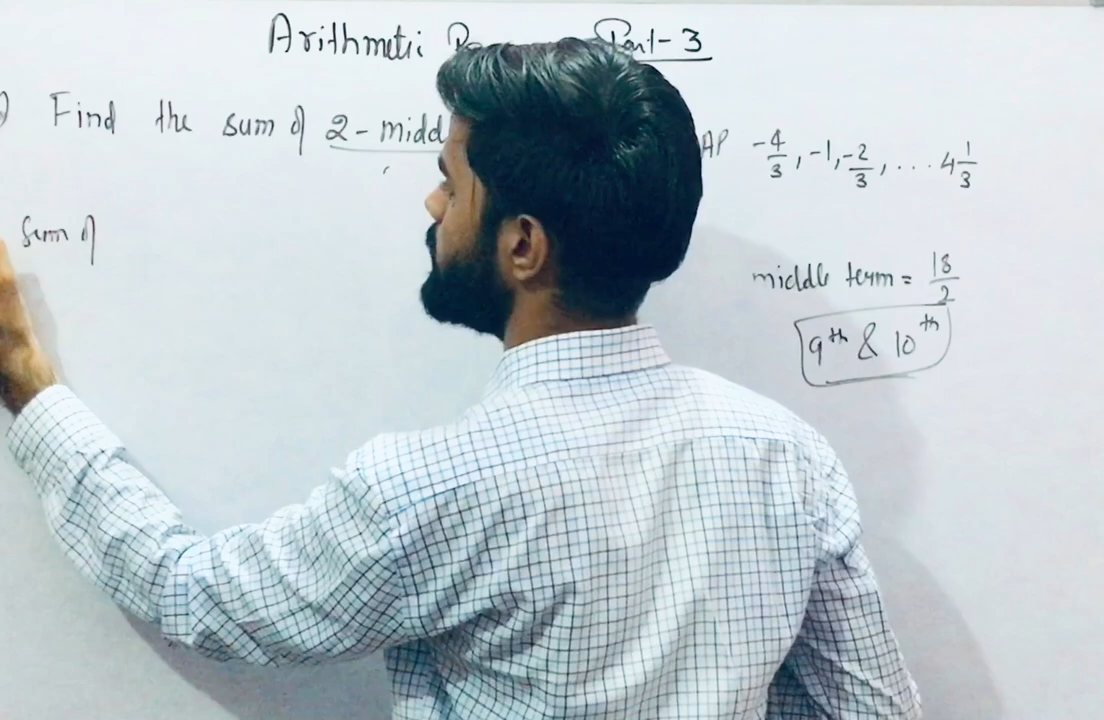 Arithmetic Part-3
Find the sum of 2-midd AP -4/3, -1, -2/3, .... 4 1/3
Sum of
middle term = 18/2
9th & 10th